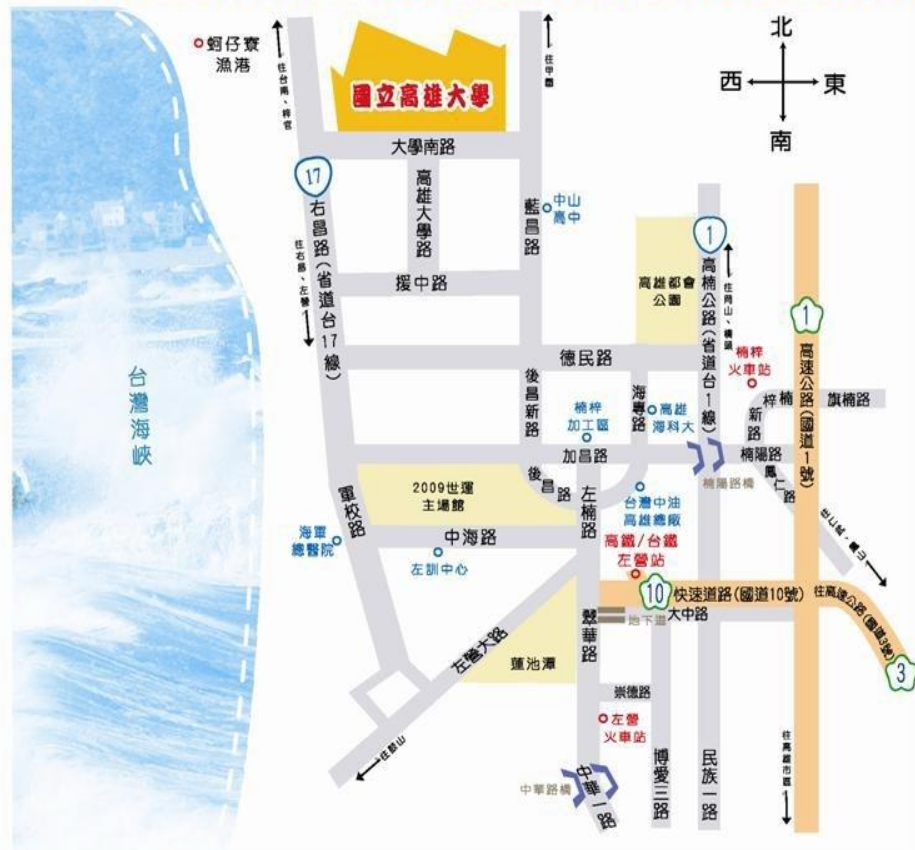 北
西
東
南
蚵仔寮
漁港
往台南、梓官
國立高雄大學
往甲圍
大學南路
17
右昌路(省道台17線)
往右昌、左營
高雄大學路
藍昌路
中山
高中
援中路
高雄都會
公園
1
高楠公路(省道台1線)
往岡山、橋頭
1
高速公路(國道1號)
德民路
楠梓
火車站
台灣海峽
後昌新路
楠梓
加工區
海專路
高雄
海科大
梓楠新路
旗楠路
加昌路
楠陽路
楠陽路橋
鳳仁路
往仁武、鳳山
軍校路
2009世運
主場館
後昌路
左楠路
台灣中油
高雄總廠
海軍
總醫院
中海路
左訓中心
高鐵/台鐵
左營站
10
快速道路(國道10號)
往高速公路(國道3號)
3
地下道
大中路
左營大路
蓮池潭
翠華路
崇德路
左營
火車站
往鼓山
中華路橋
中華一路
博愛三路
民族一路
往高雄市區